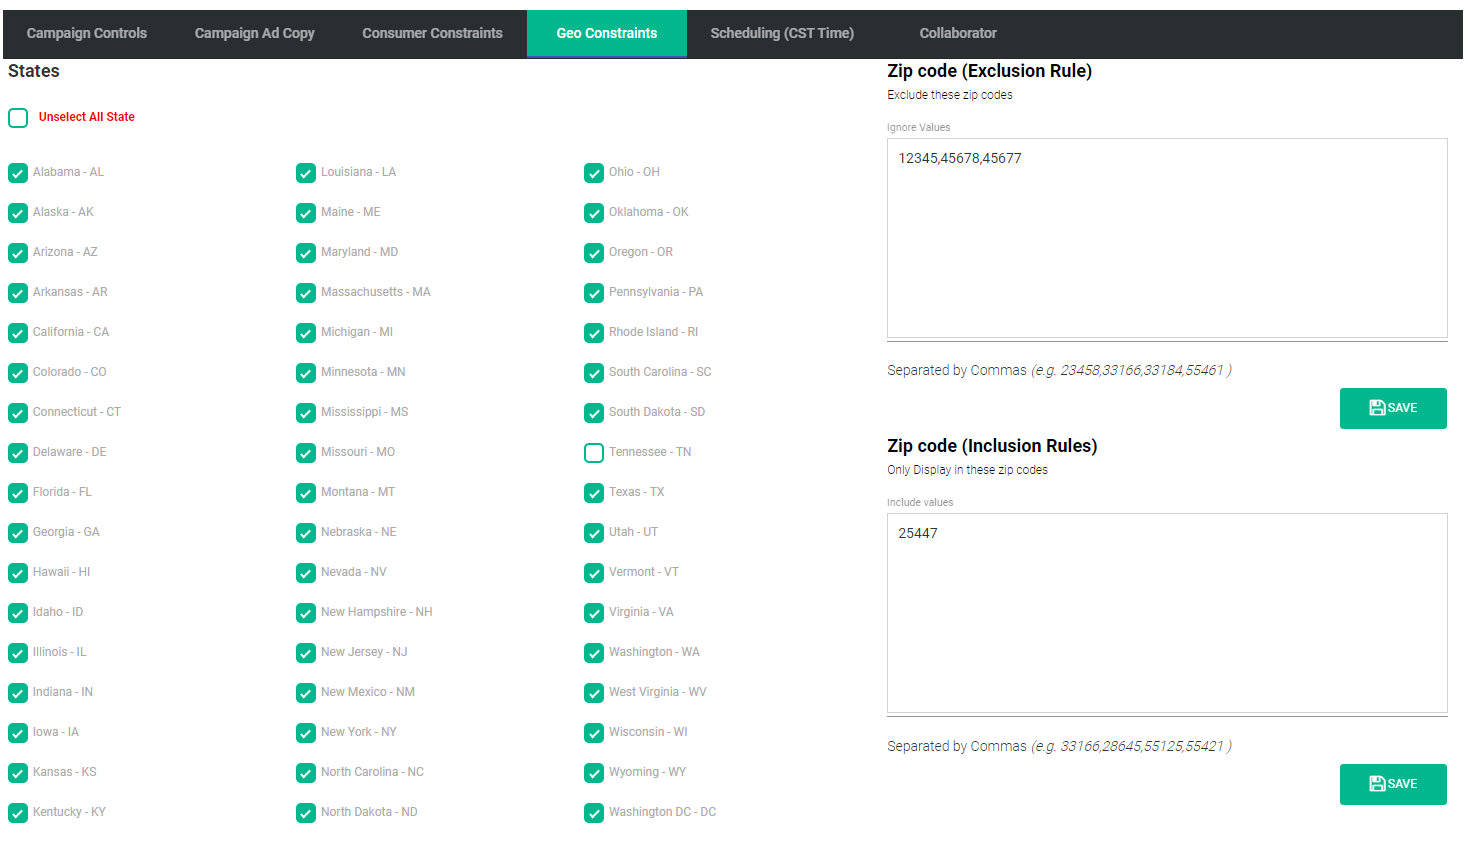 Campaign Controls
Campaign Ad Copy
Consumer Constraints
Geo Constraints
Scheduling (CST Time)
Collaborator
States
Unselect All State
Alabama - AL
Alaska - AK
Arizona - AZ
Arkansas - AR
California - CA
Colorado - CO
Connecticut - CT
Delaware - DE
Florida - FL
Georgia - GA
Hawaii - HI
Idaho - ID
Illinois - IL
Indiana - IN
Iowa - IA
Kansas - KS
Kentucky - KY
Louisiana - LA
Maine - ME
Maryland - MD
Massachusetts - MA
Michigan - MI
Minnesota - MN
Mississippi - MS
Missouri - MO
Montana - MT
Nebraska - NE
Nevada - NV
New Hampshire - NH
New Jersey - NJ
New Mexico - NM
New York - NY
North Carolina - NC
North Dakota - ND
Ohio - OH
Oklahoma - OK
Oregon - OR
Pennsylvania - PA
Rhode Island - RI
South Carolina - SC
South Dakota - SD
Tennessee - TN
Texas - TX
Utah - UT
Vermont - VT
Virginia - VA
Washington - WA
West Virginia - WV
Wisconsin - WI
Wyoming - WY
Washington DC - DC
Zip code (Exclusion Rule)
Exclude these zip codes
Ignore Values
12345,45678,45677
Separated by Commas (e.g. 23458,33166,33184,55461 )
SAVE
Zip code (Inclusion Rules)
Only Display in these zip codes
Include values
25447
Separated by Commas (e.g. 33166,28645,55125,55421 )
SAVE